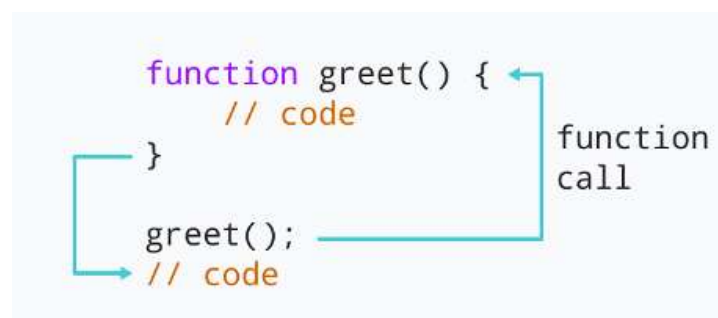 function greet() {
// code
}
function
call
greet();
// code